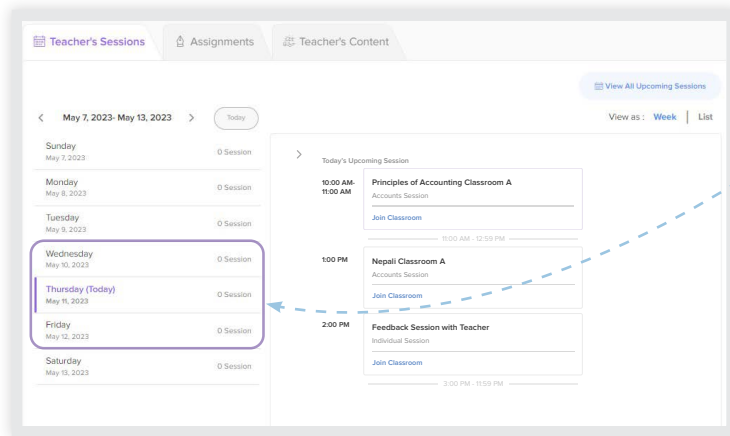 Teacher's Sessions
Assignments
Teacher's Content
View All Upcoming Sessions
May 7, 2023- May 13, 2023
Today
View as : Week | List
Sunday
May 7, 2023
0 Session
Monday
May 8, 2023
0 Session
Tuesday
May 9, 2023
0 Session
Wednesday
May 10, 2023
0 Session
Thursday (Today)
May 11, 2023
0 Session
Friday
May 12, 2023
0 Session
Saturday
May 13, 2023
0 Session
Today's Upcoming Session
10:00 AM-
11:00 AM
Principles of Accounting Classroom A
Accounts Session
Join Classroom
11:00 AM - 12:59 PM
1:00 PM
Nepali Classroom A
Accounts Session
Join Classroom
2:00 PM
Feedback Session with Teacher
Individual Session
Join Classroom
3:00 PM - 11:59 PM